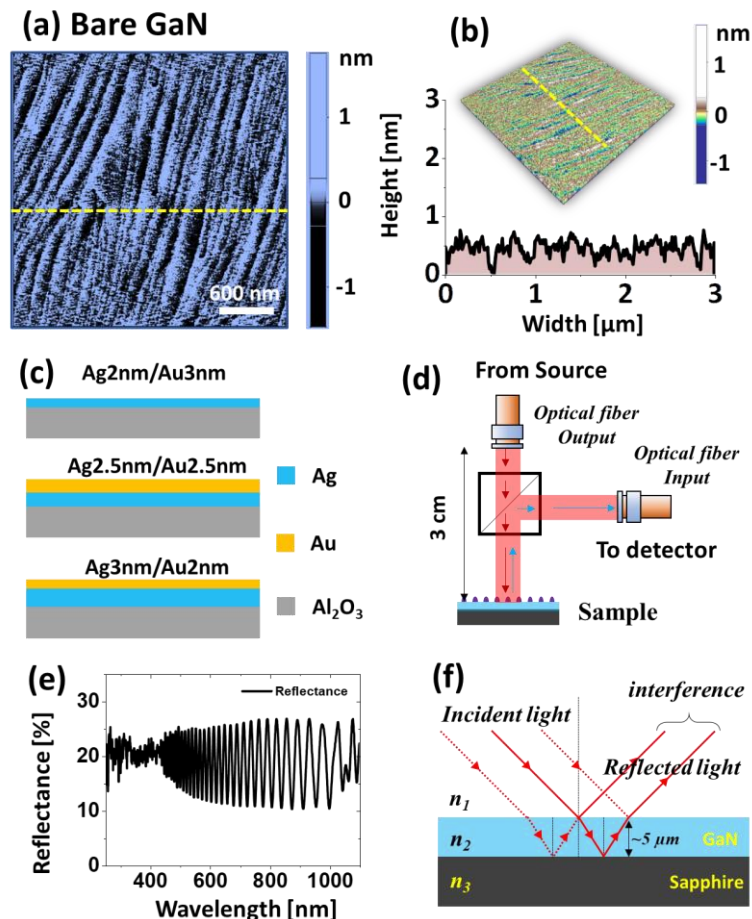 (a) Bare GaN
nm
1
0
-1
600 nm
(b)
nm
1
0
-1
Height [nm]
3
2
1
0
0 1 2 3
Width [µm]
(c)
Ag2nm/Au3nm
Ag2.5nm/Au2.5nm
Ag3nm/Au2nm
Ag
Au
Al2O3
(d)
From Source
Optical fiber
Output
Optical fiber
Input
3 cm
To detector
Sample
(e)
Reflectance
Reflectance [%]
30
20
10
0
400 600 800 1000
Wavelength [nm]
(f)
interference
Incident light
Reflected light
n1
n2
~5 µm
GaN
n3
Sapphire